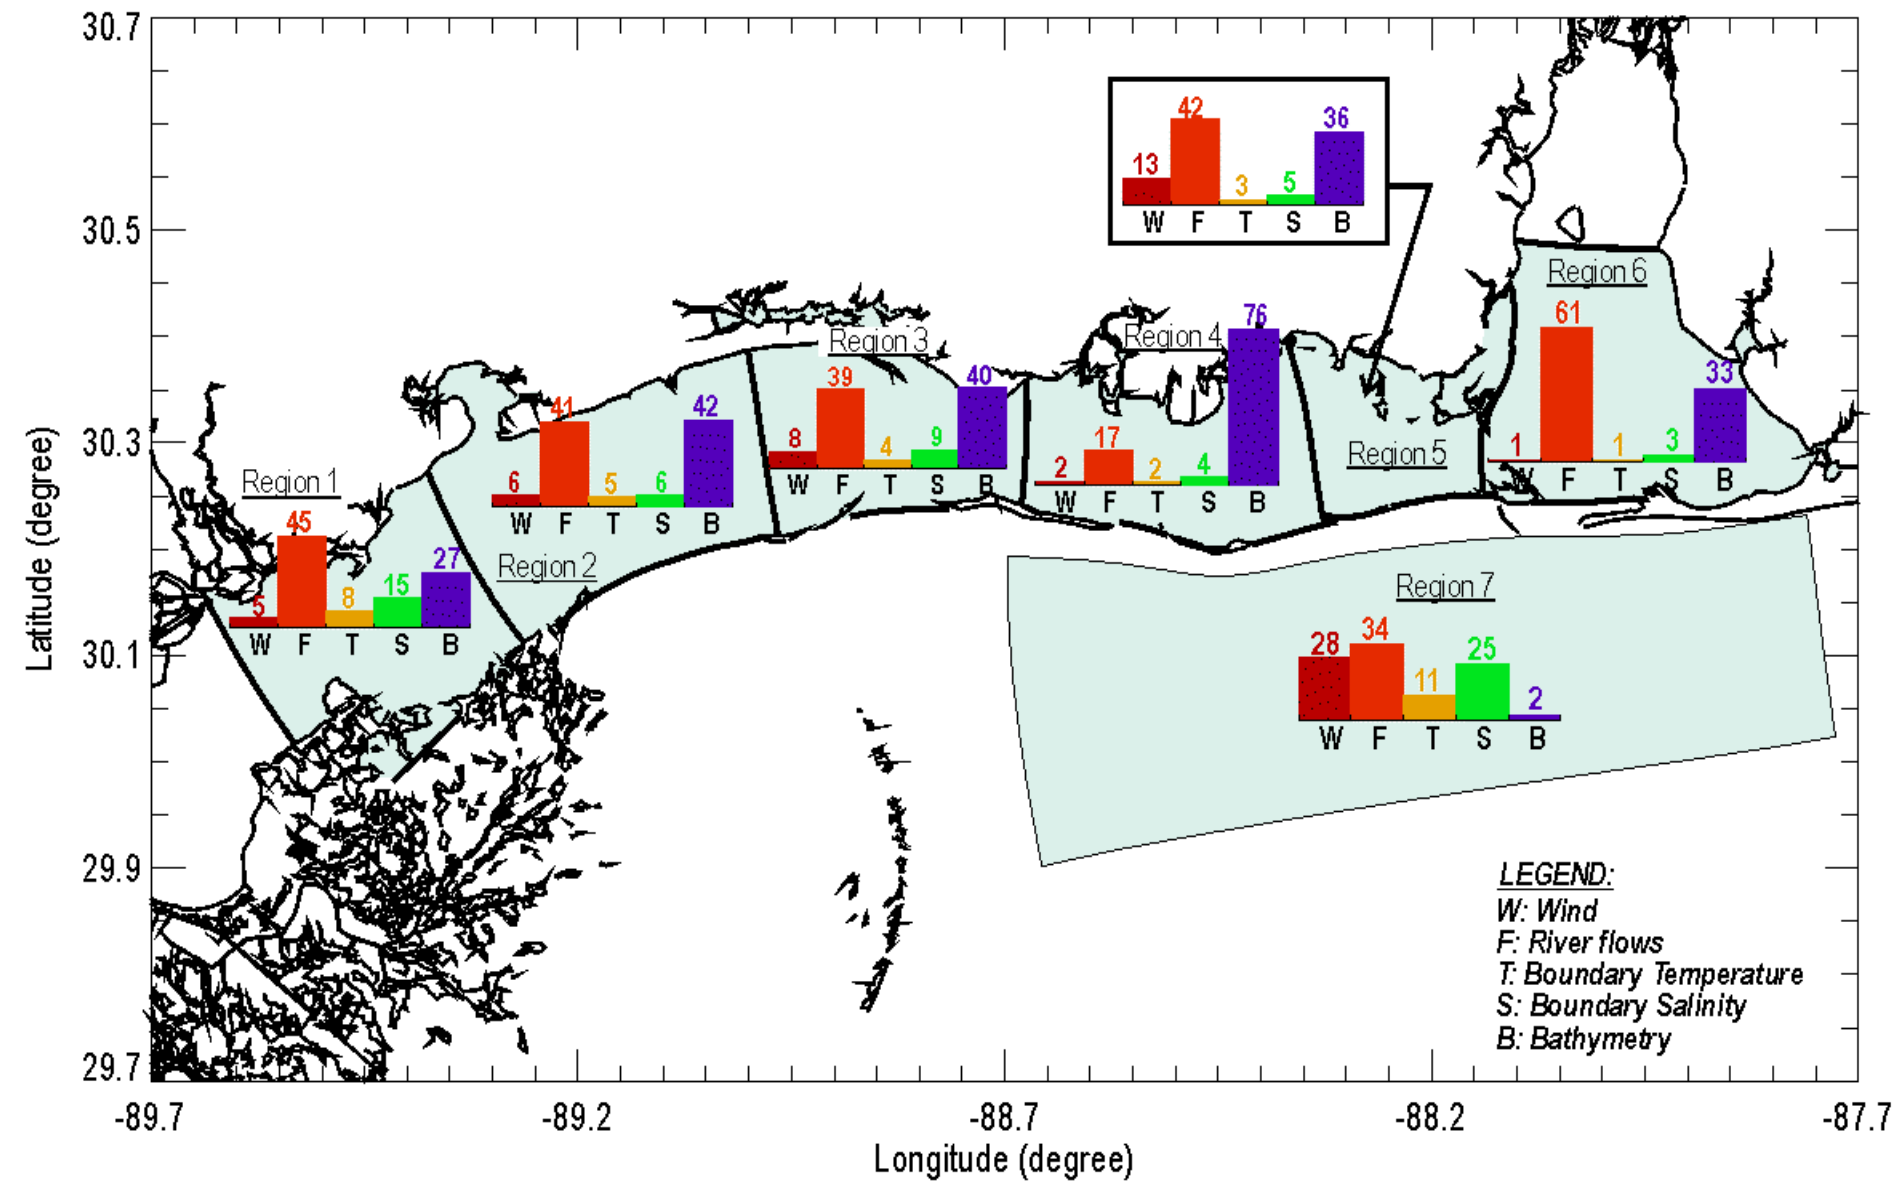 30.7
30.5
30.3
30.1
29.9
29.7
Latitude (degree)
-89.7 -89.2 -88.7 -88.2 -87.7
Longitude (degree)
42 36
13 3 5
W F T S B
Region 6
61
33
1 1 3
W F T S B
Region 3
39 40
8 4 9
W F T S B
Region 4
76
17
2 2 4
W F T S B
Region 5
41 42
6 5 6
W F T S B
Region 2
Region 1
45
27
5 8 15
W F T S B
Region 7
28 34 25
11 2
W F T S B
LEGEND:
W: Wind
F: River flows
T: Boundary Temperature
S: Boundary Salinity
B: Bathymetry